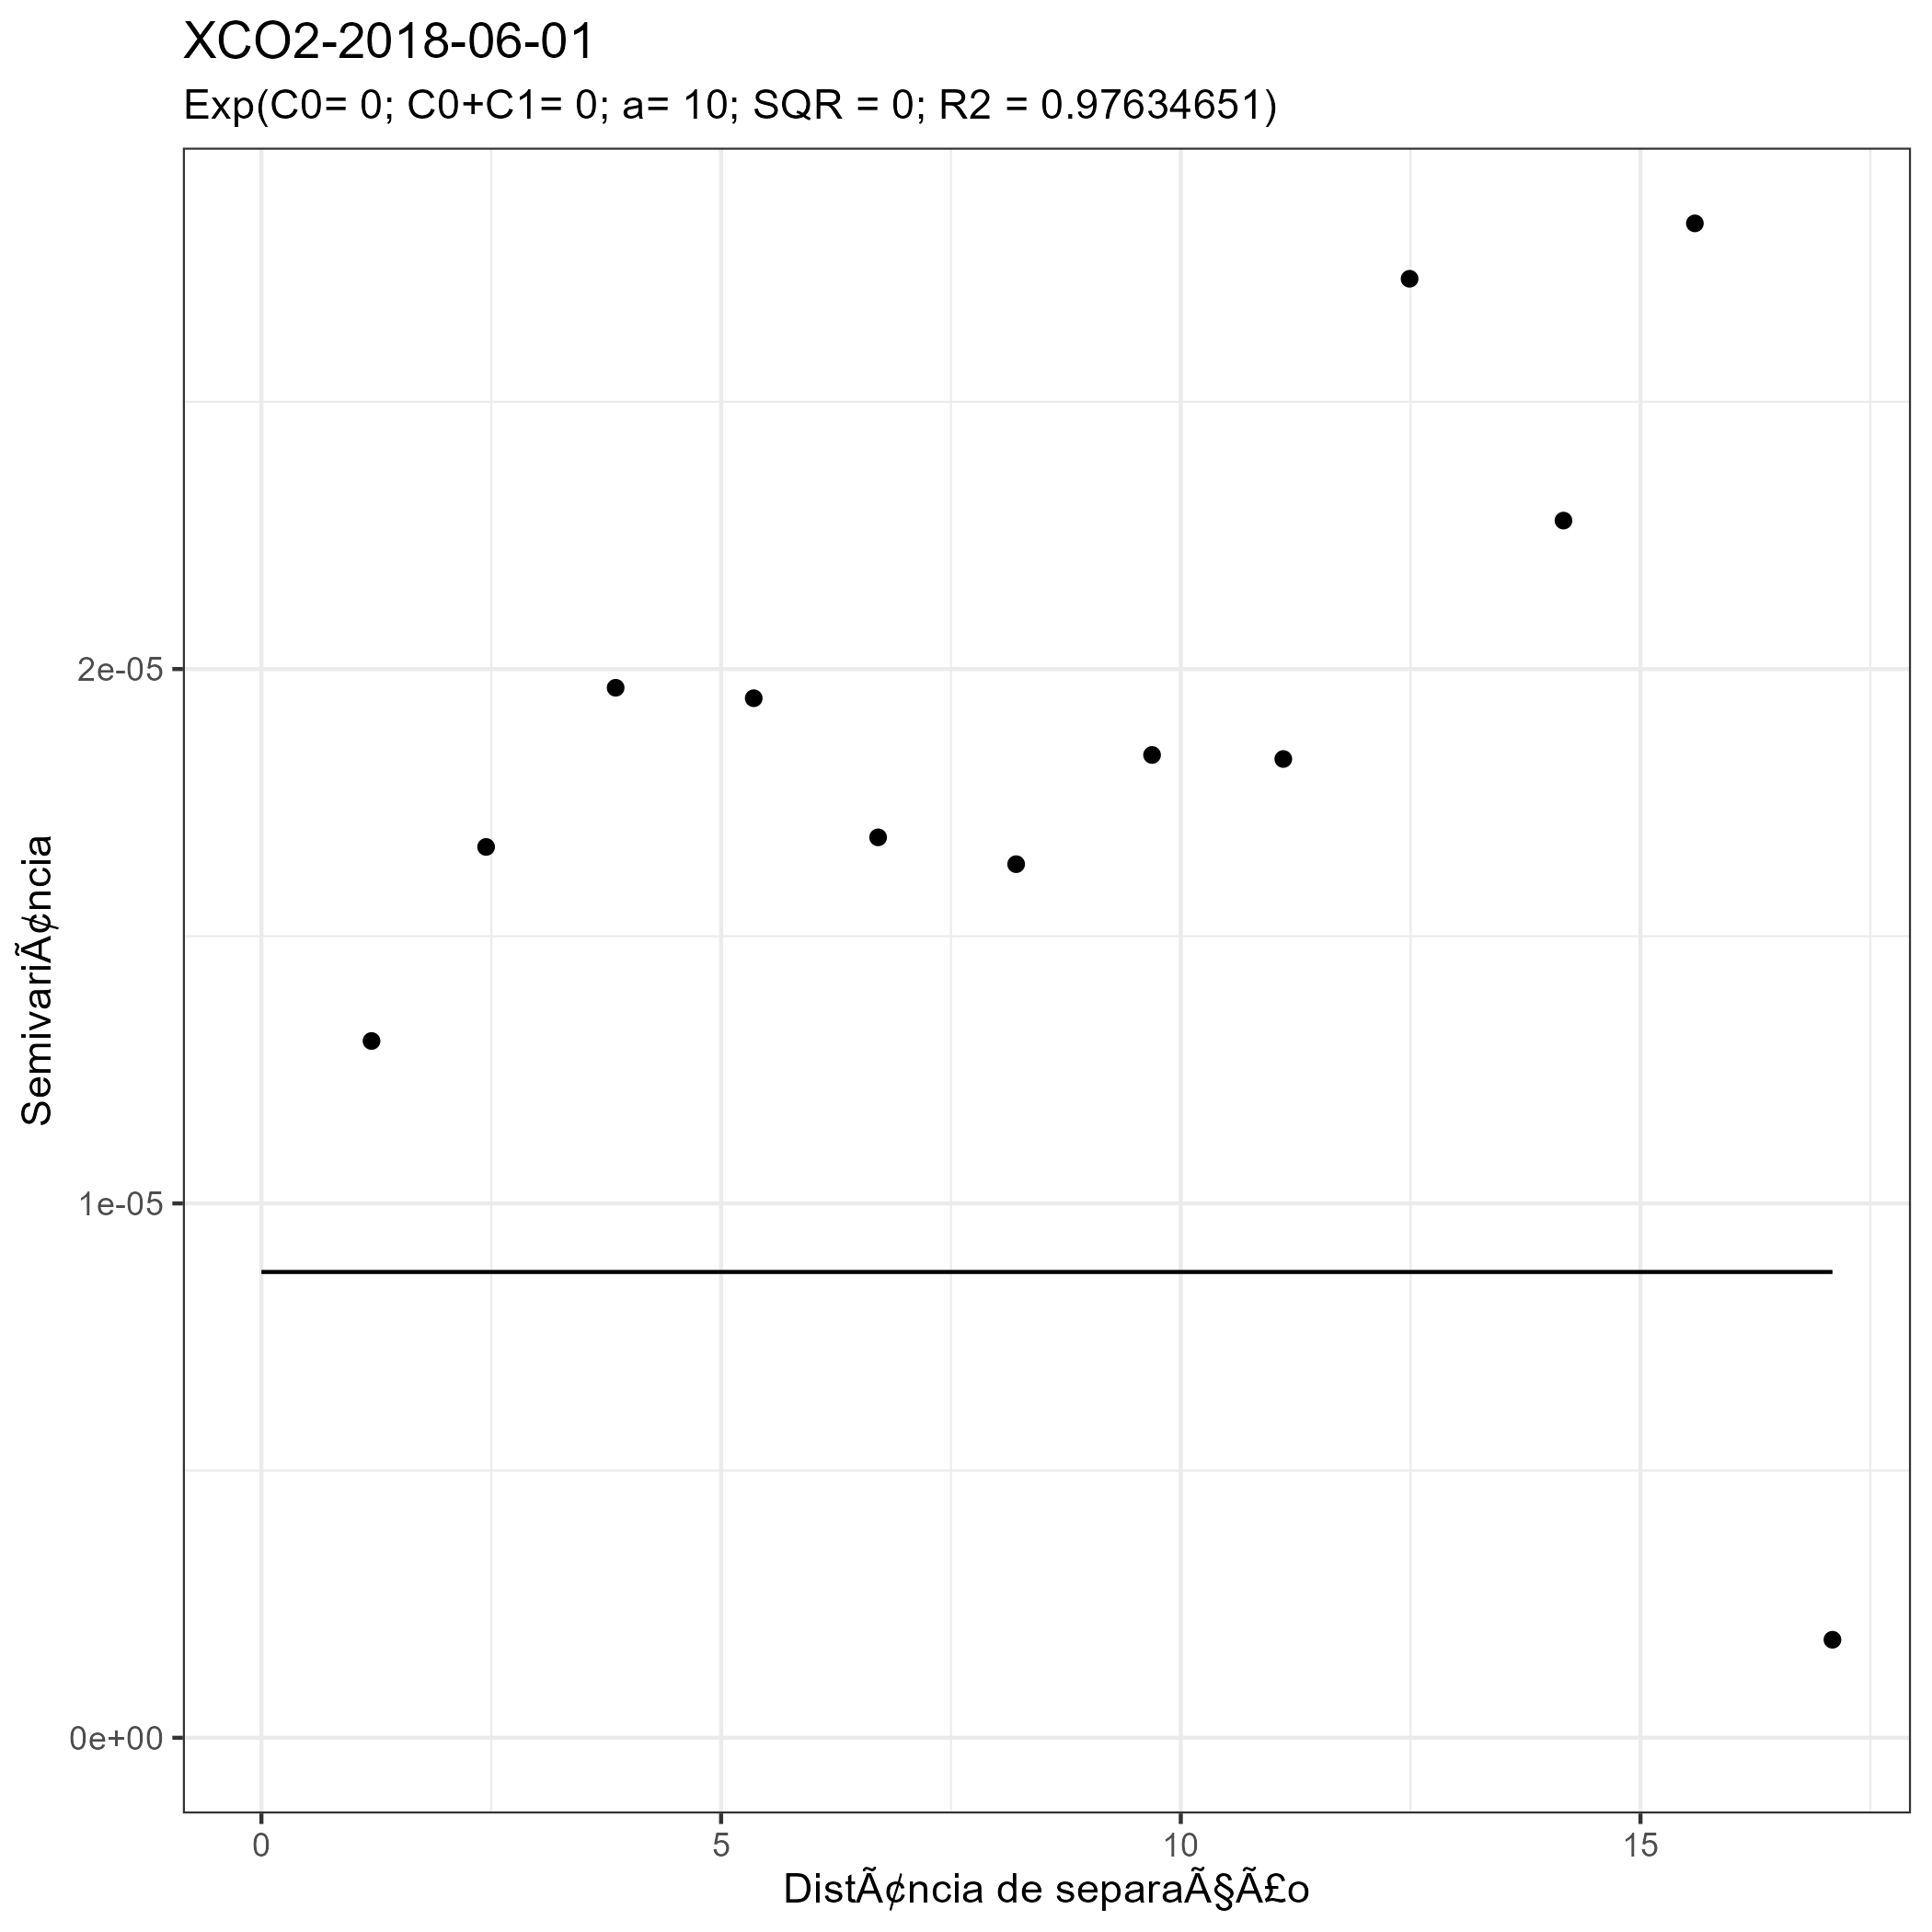 XCO2-2018-06-01
Exp(C0= 0; C0+C1= 0; a= 10; SQR = 0; R2 = 0.97634651)
SemivariÃ¢ncia
2e-05
1e-05
0e+00
0 5 10 15
DistÃ¢ncia de separaÃ§Ã£o